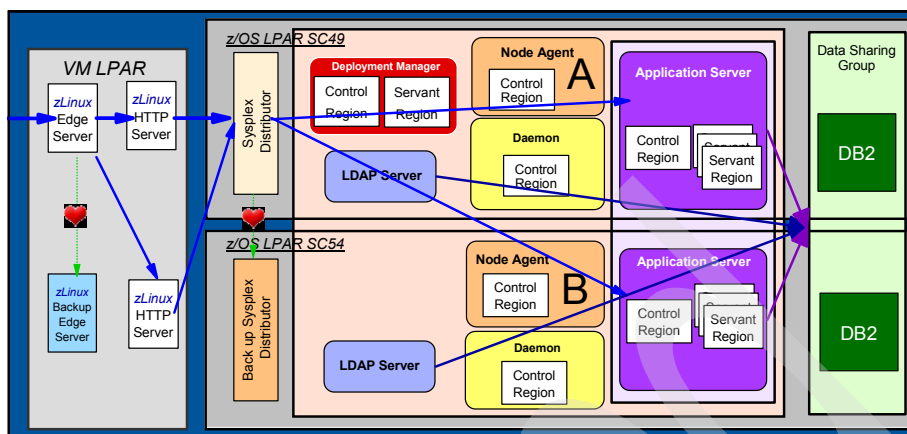 VM LPAR
zLinux
Edge
Server
zLinux
HTTP
Server
zLinux
Backup
Edge
Server
zLinux
HTTP
Server
z/OS LPAR SC49
Sysplex
Distributor
Deployment Manager
Control
Region
Servant
Region
LDAP Server
Node Agent
A
Control
Region
Daemon
Control
Region
Application Server
Control
Region
Servant
Region
Data Sharing
Group
DB2
z/OS LPAR SC54
Back up Sysplex
Distributor
LDAP Server
Node Agent
B
Control
Region
Daemon
Control
Region
Application Server
Control
Region
Servant
Region
DB2